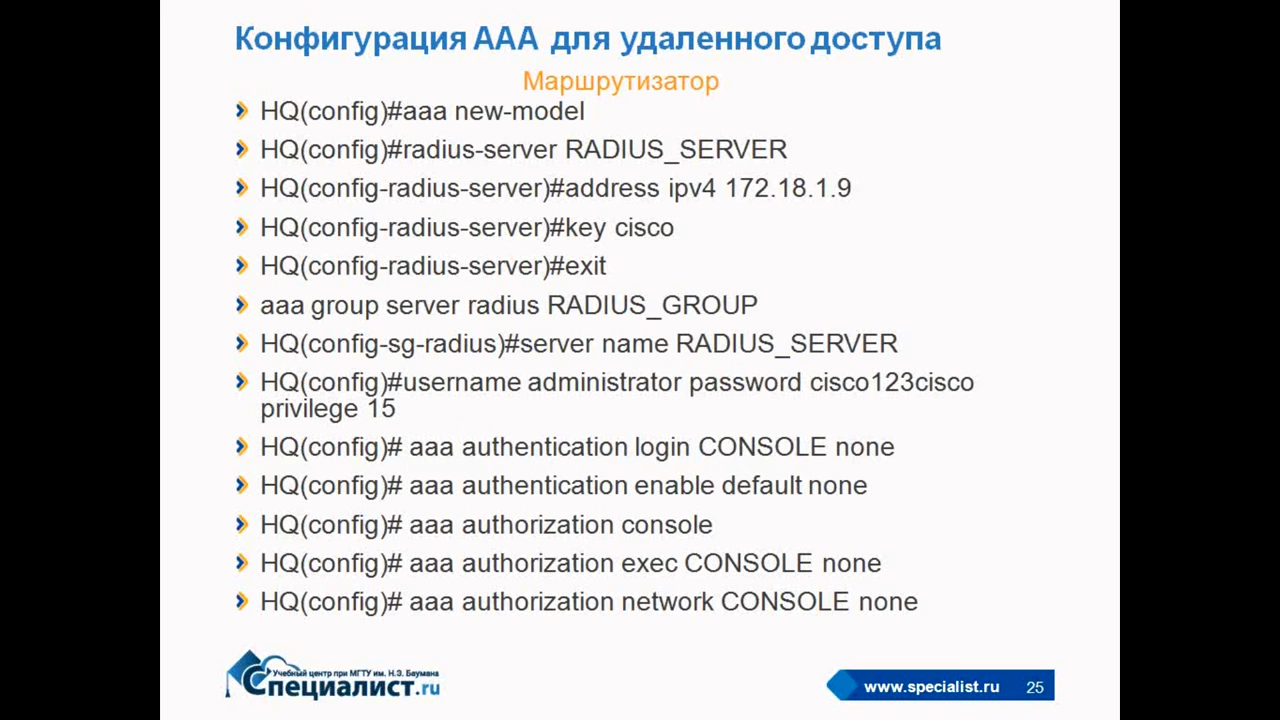 Конфигурация AAA для удаленного доступа
Маршрутизатор
HQ(config)#aaa new-model
HQ(config)#radius-server RADIUS_SERVER
HQ(config-radius-server)#address ipv4 172.18.1.9
HQ(config-radius-server)#key cisco
HQ(config-radius-server)#exit
aaa group server radius RADIUS_GROUP
HQ(config-sg-radius)#server name RADIUS_SERVER
HQ(config)#username administrator password cisco123cisco
privilege 15
HQ(config)# aaa authentication login CONSOLE none
HQ(config)# aaa authentication enable default none
HQ(config)# aaa authorization console
HQ(config)# aaa authorization exec CONSOLE none
HQ(config)# aaa authorization network CONSOLE none
Учебный центр при МГТУ им. Н.Э. Баумана
Специалист.ru
www.specialist.ru 25